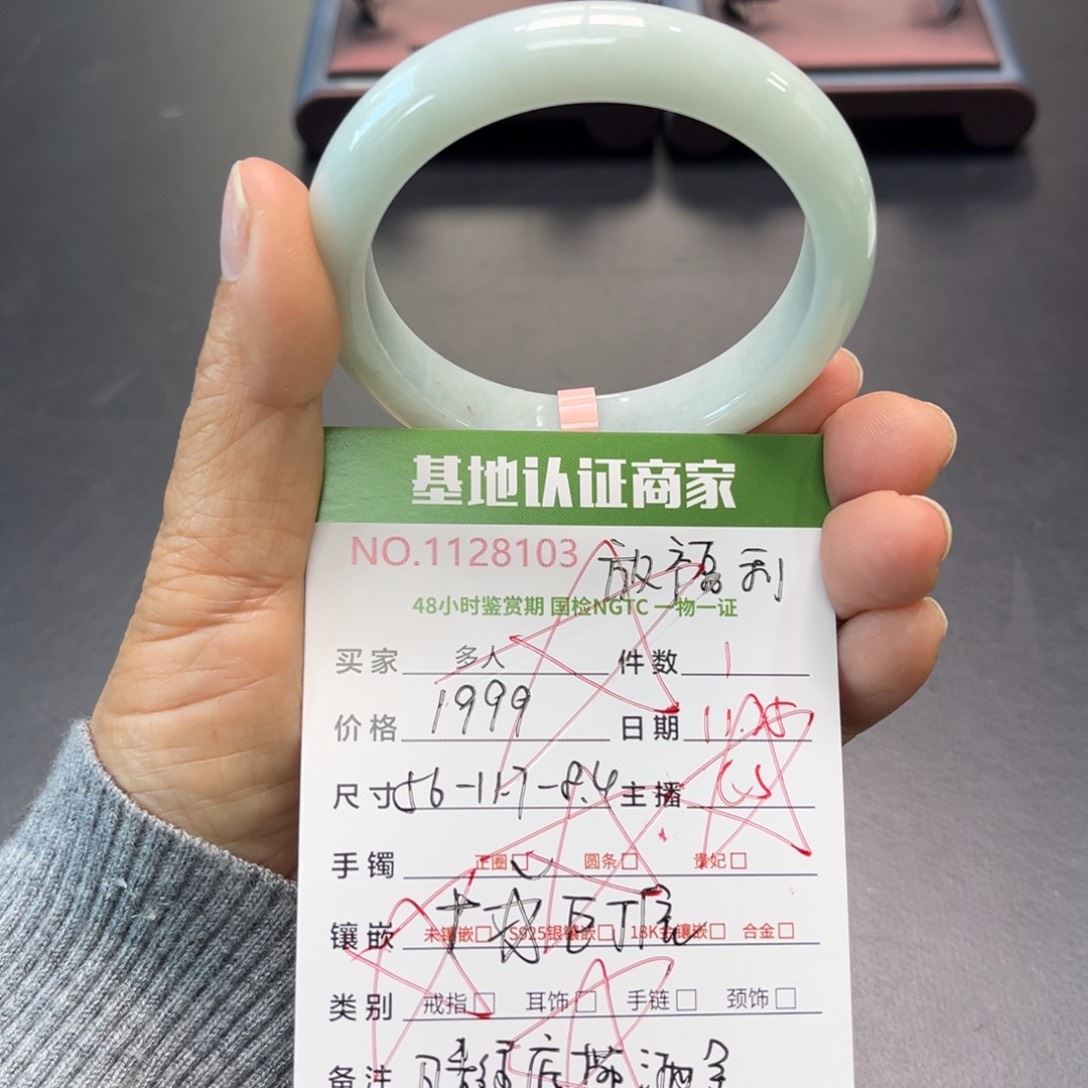 基地认证商家
NO.1128103 放福利
48小时鉴赏期 国检NGTC 一物一证
买家 多人 件数 1
价格 1999 日期 11.25
尺寸 56-11.7-8.4 主播
手镯 正圈□ 圆条□ 贵妃□
镶嵌 未镶嵌□ S925银镶嵌□ 18K金镶嵌□ 合金□
类别 戒指□ 耳饰□ 手链□ 颈饰□
备注